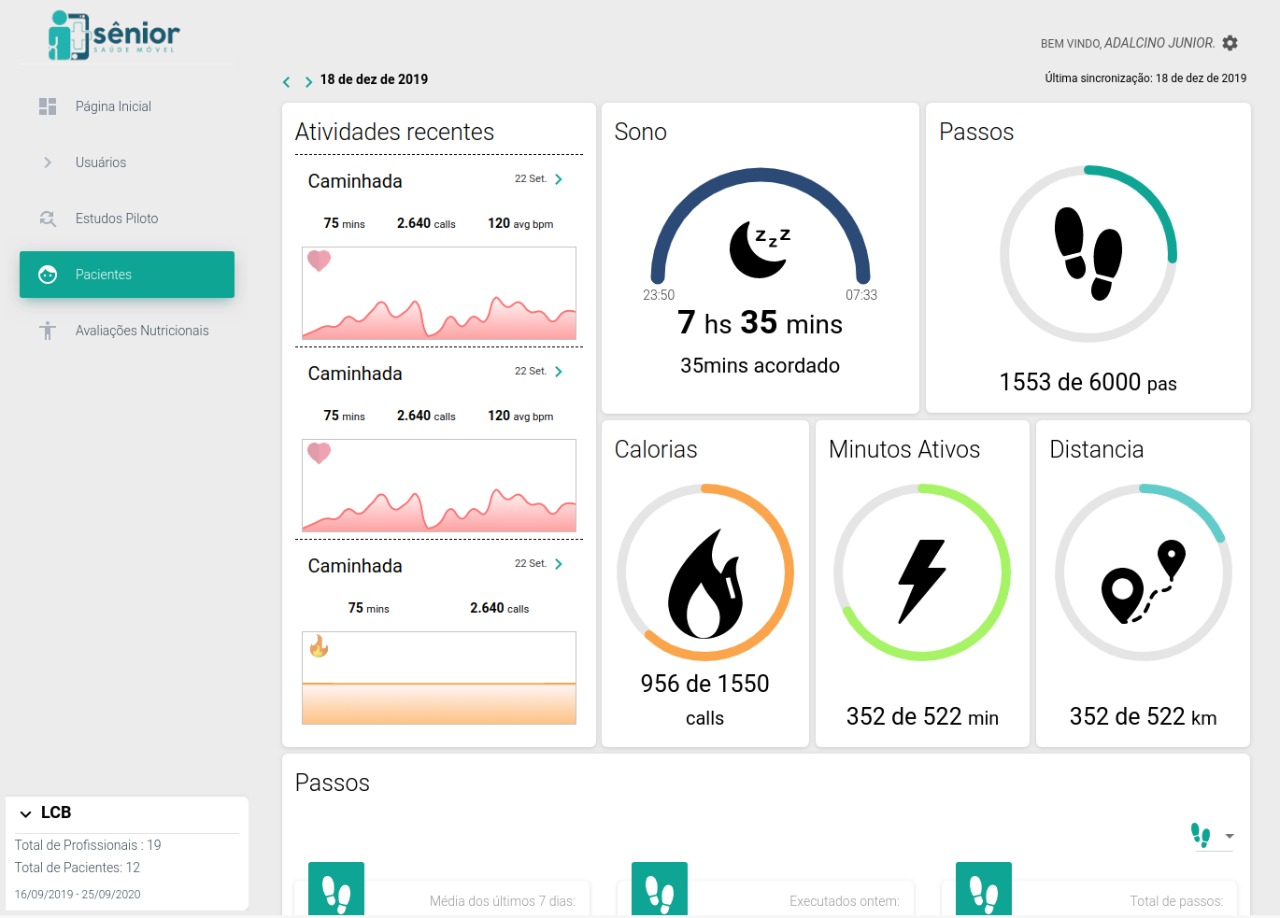 sênior
SAÚDE MÓVEL
BEM VINDO, ADALCINO JUNIOR.
18 de dez de 2019
Última sincronização: 18 de dez de 2019
Página Inicial
Usuários
Estudos Piloto
Pacientes
Avaliações Nutricionais
Atividades recentes
Caminhada
22 Set.
75 mins 2.640 calls 120 avg bpm
Caminhada
22 Set.
75 mins 2.640 calls 120 avg bpm
Caminhada
22 Set.
75 mins 2.640 calls
Sono
z z z
23:50 07:33
7 hs 35 mins
35mins acordado
Passos
1553 de 6000 pas
Calorias
956 de 1550
calls
Minutos Ativos
352 de 522 min
Distancia
352 de 522 km
Passos
Média dos últimos 7 dias:
Executados ontem:
Total de passos:
LCB
Total de Profissionais : 19
Total de Pacientes: 12
16/09/2019 - 25/09/2020